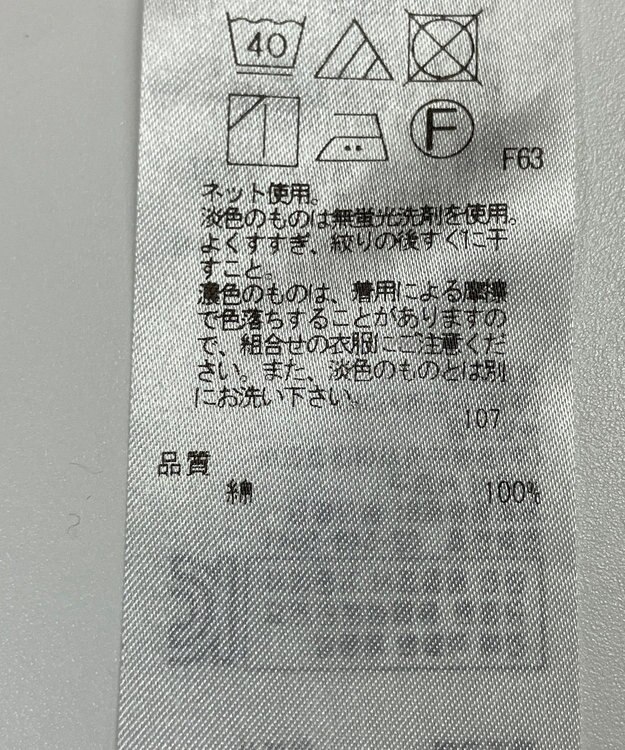 40
F
F63
ネット使用。
淡色のものは無蛍光洗剤を使用。
よくすすぎ、絞りの後すぐに干
すこと。
濃色のものは、着用による摩擦
で色落ちすることがありますの
で、組合せの衣服にご注意くだ
さい。また、淡色のものとは別
にお洗い下さい。
107
品質
綿 100%